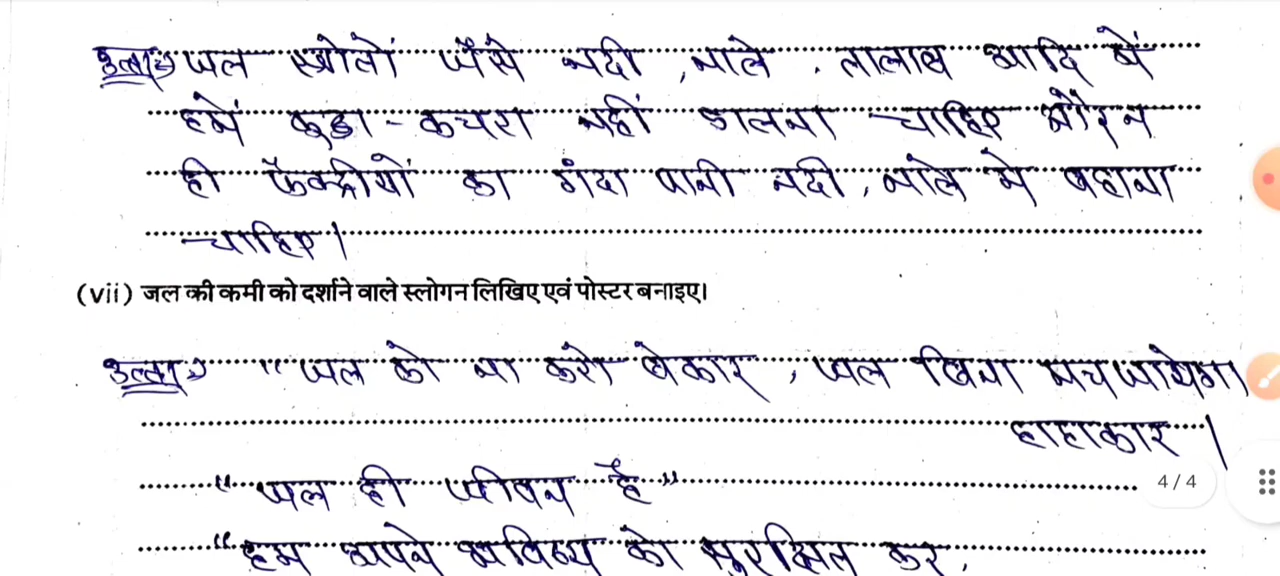 उत्तर⇒ जल स्त्रोतों जैसे नदी, नाले, तालाब आदि में
हमें कुडा-कचरा नहीं डालना चाहिए औरन
ही फैक्ट्रीयों का गंदा पानी नदी, नाले मे बहाना
चाहिए।
(vii) जल की कमी को दर्शाने वाले स्लोगन लिखिए एवं पोस्टर बनाइए।
उत्तर⇒ "जल को ना करो बेकार, जल बिना मच जायेगा
हाहाकार।
"जल ही जीवन है"
"हम अपने भविष्य को सुरक्षित कर,
4/4